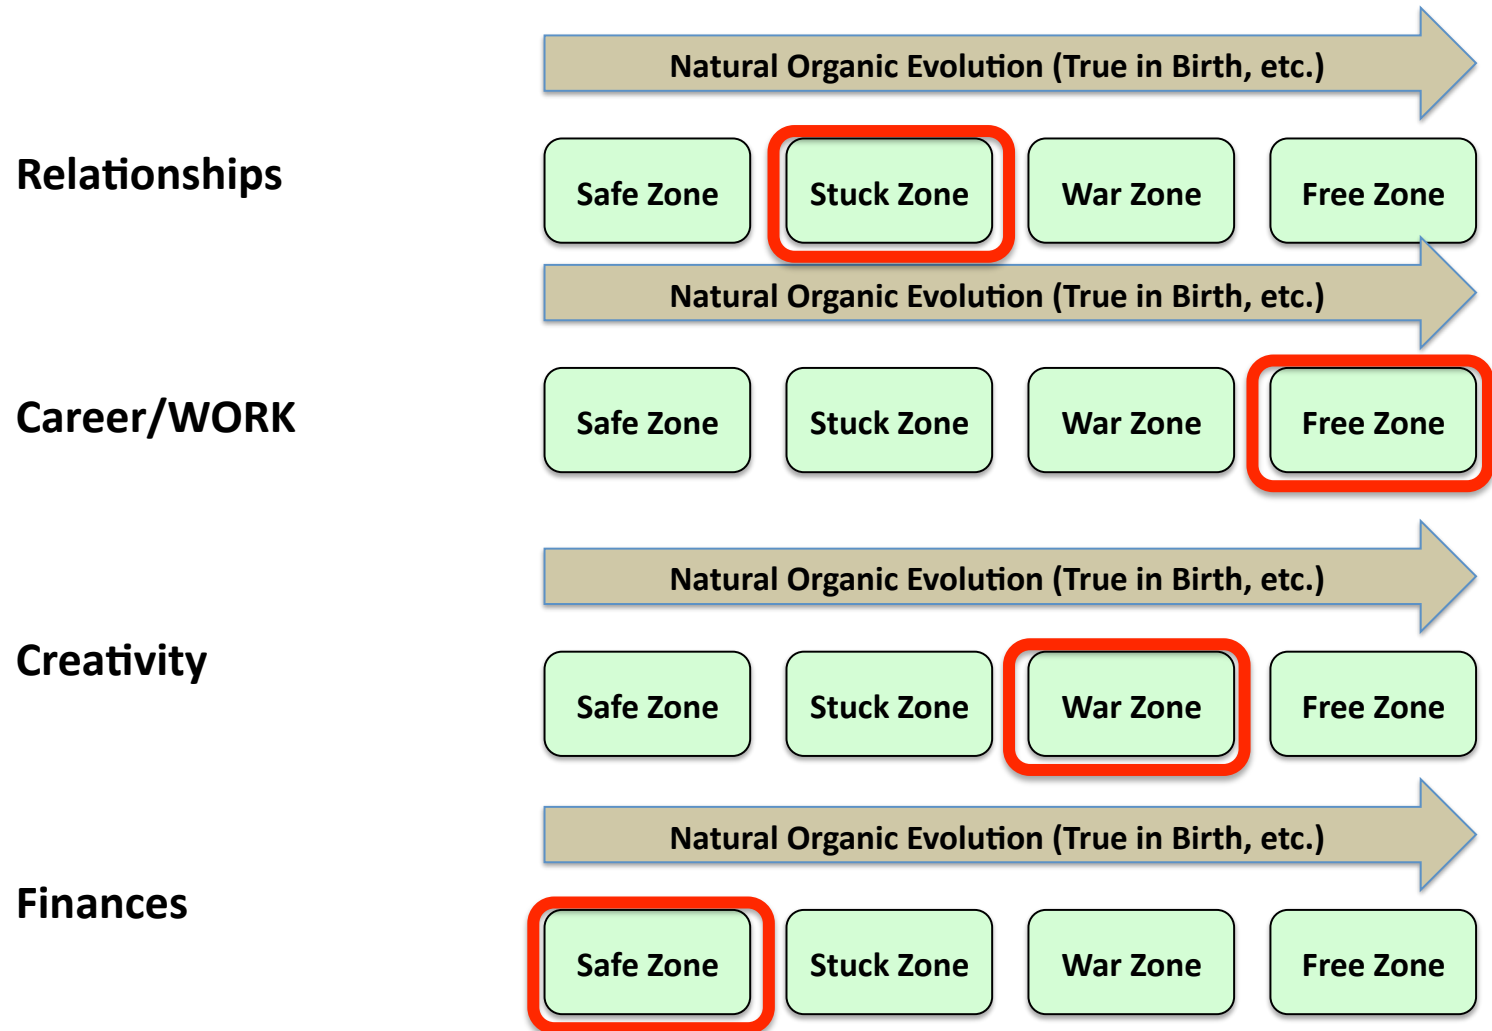 Natural Organic Evolution (True in Birth, etc.)
Relationships
Safe Zone
Stuck Zone
War Zone
Free Zone
Natural Organic Evolution (True in Birth, etc.)
Career/WORK
Safe Zone
Stuck Zone
War Zone
Free Zone
Natural Organic Evolution (True in Birth, etc.)
Creativity
Safe Zone
Stuck Zone
War Zone
Free Zone
Natural Organic Evolution (True in Birth, etc.)
Finances
Safe Zone
Stuck Zone
War Zone
Free Zone